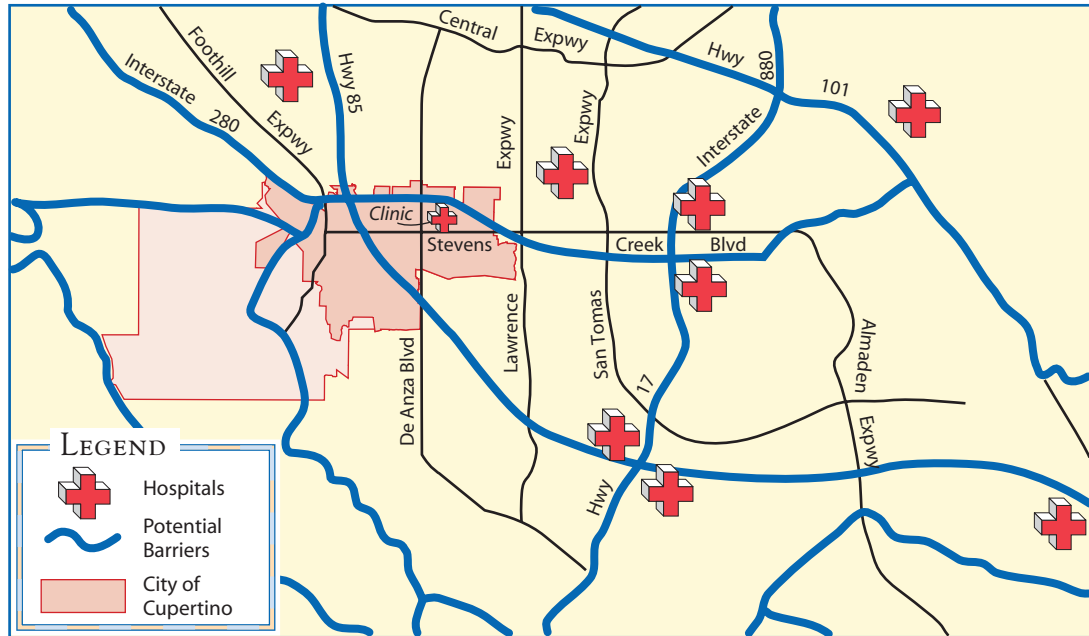 Central Expwy
Foothill Expwy
Interstate 280
Hwy 85
Hwy 101
Interstate 880
Expwy
Expwy
Clinic
Stevens Creek Blvd
De Anza Blvd
Lawrence
San Tomas
17
Hwy
Almaden Expwy
LEGEND
Hospitals
Potential
Barriers
City of
Cupertino